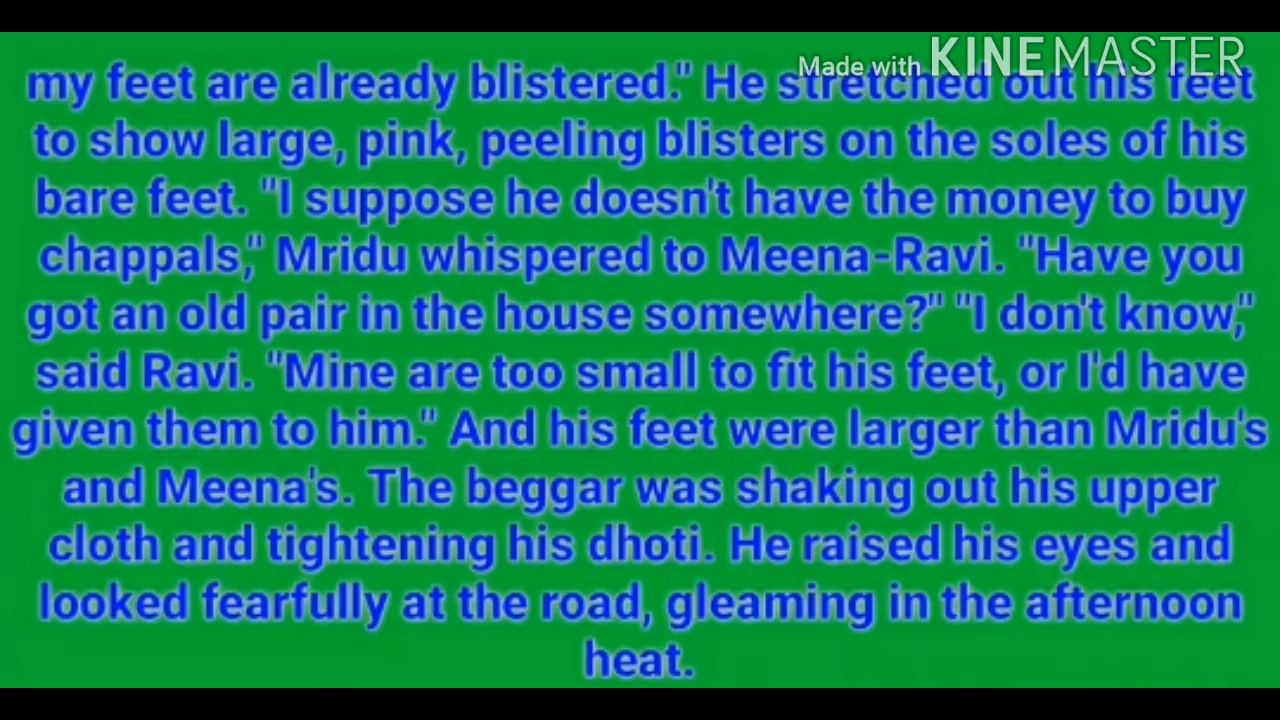 Made with KINEMASTER
my feet are already blistered." He stretched out his feet
to show large, pink, peeling blisters on the soles of his
bare feet. "I suppose he doesn't have the money to buy
chappals," Mridu whispered to Meena-Ravi. "Have you
got an old pair in the house somewhere?" "I don't know,"
said Ravi. "Mine are too small to fit his feet, or I'd have
given them to him." And his feet were larger than Mridu's
and Meena's. The beggar was shaking out his upper
cloth and tightening his dhoti. He raised his eyes and
looked fearfully at the road, gleaming in the afternoon
heat.